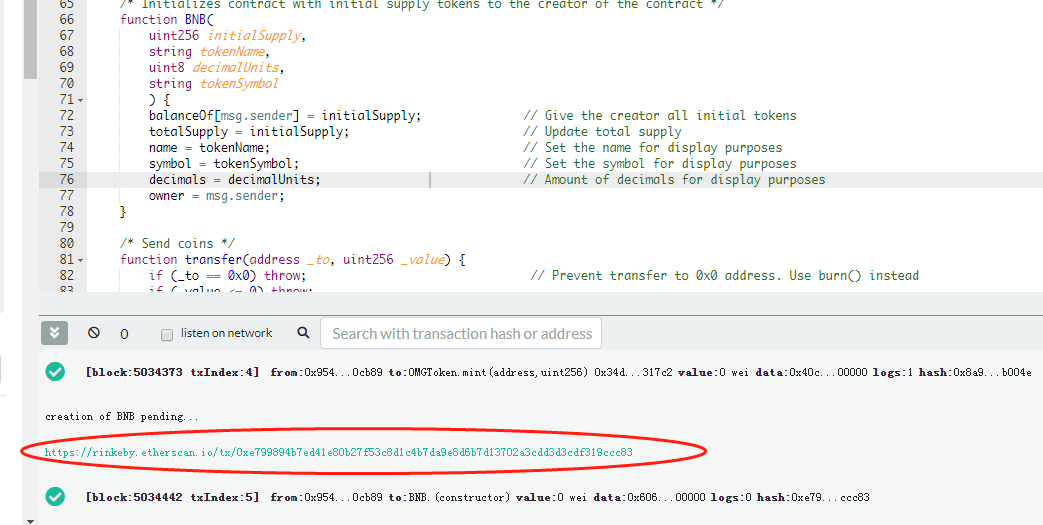 65 /* Initializes contract with initial supply tokens to the creator of the contract */
66 function BNB(
67 uint256 initialSupply,
68 string tokenName,
69 uint8 decimalUnits,
70 string tokenSymbol
71 ) {
72 balanceOf[msg.sender] = initialSupply; // Give the creator all initial tokens
73 totalSupply = initialSupply; // Update total supply
74 name = tokenName; // Set the name for display purposes
75 symbol = tokenSymbol; // Set the symbol for display purposes
76 decimals = decimalUnits; // Amount of decimals for display purposes
77 owner = msg.sender;
78 }
79
80 /* Send coins */
81 function transfer(address _to, uint256 _value) {
82 if (_to == 0x0) throw; // Prevent transfer to 0x0 address. Use burn() instead
83 if (_value <= 0) throw;
0 listen on network Search with transaction hash or address
[block:5034373 txIndex:4] from:0x954...0cb89 to:OMGToken.mint(address,uint256) 0x34d...317c2 value:0 wei data:0x40c...00000 logs:1 hash:0x8a9...b004e
creation of BNB pending...
https://rinkeby.etherscan.io/tx/0xe799894b7ed41e80b27f53c8d1c4b7da9e8d6b7d13702a3cdd3d3cdf319ccc83
[block:5034442 txIndex:5] from:0x954...0cb89 to:BNB.(constructor) value:0 wei data:0x606...00000 logs:0 hash:0xe79...ccc83